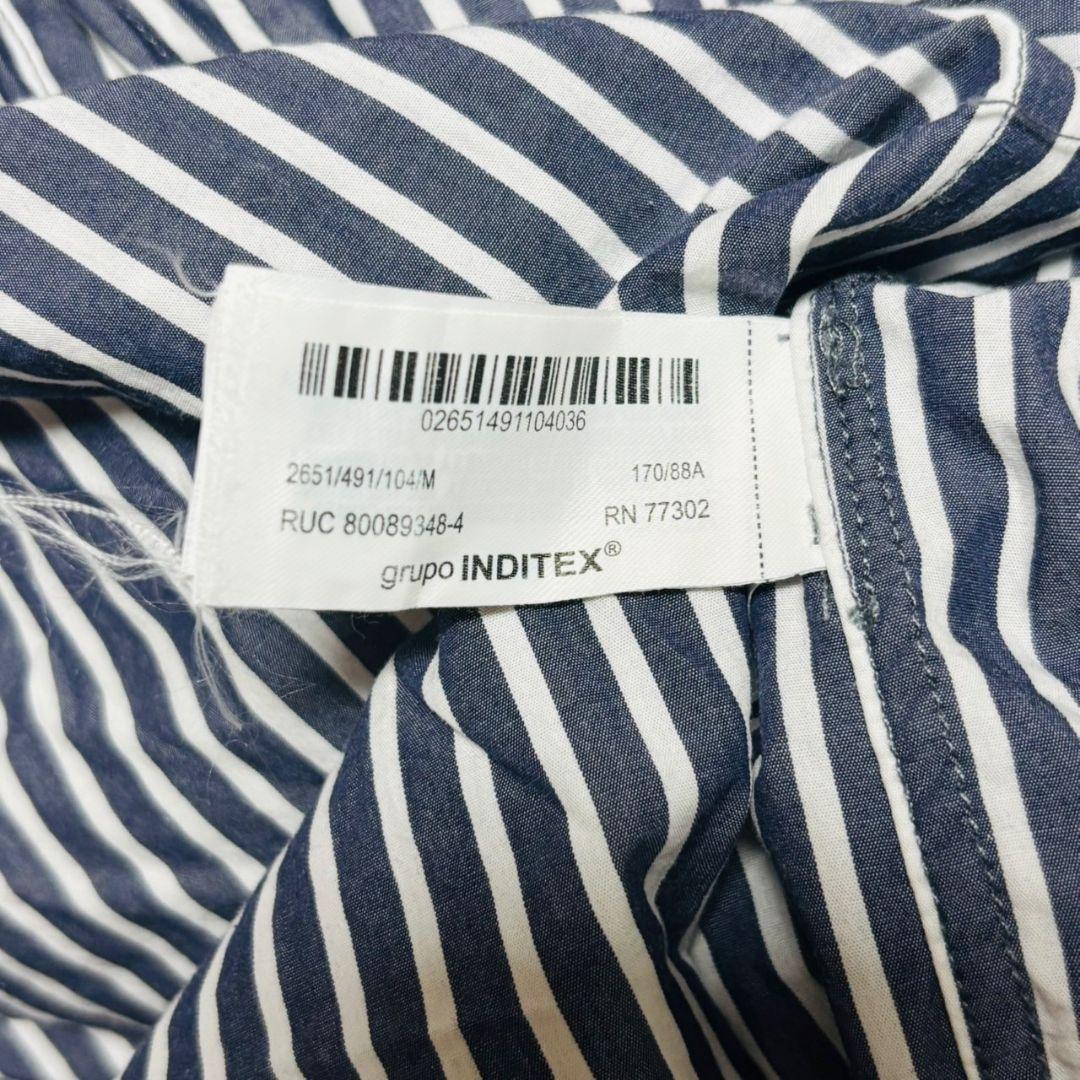 02651491104036
2651/491/104/M 170/88A
RUC 80089348-4 RN 77302
grupo INDITEX®